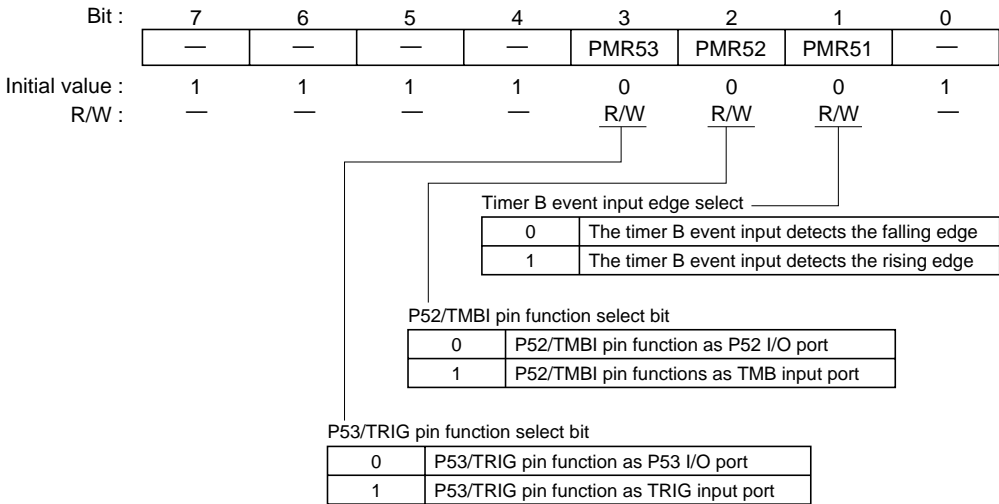 Bit : 7 6 5 4 3 2 1 0
— — — — PMR53 PMR52 PMR51 —
Initial value : 1 1 1 1 0 0 0 1
R/W : — — — — R/W R/W R/W —
Timer B event input edge select
0 The timer B event input detects the falling edge
1 The timer B event input detects the rising edge
P52/TMBI pin function select bit
0 P52/TMBI pin function as P52 I/O port
1 P52/TMBI pin functions as TMB input port
P53/TRIG pin function select bit
0 P53/TRIG pin function as P53 I/O port
1 P53/TRIG pin function as TRIG input port